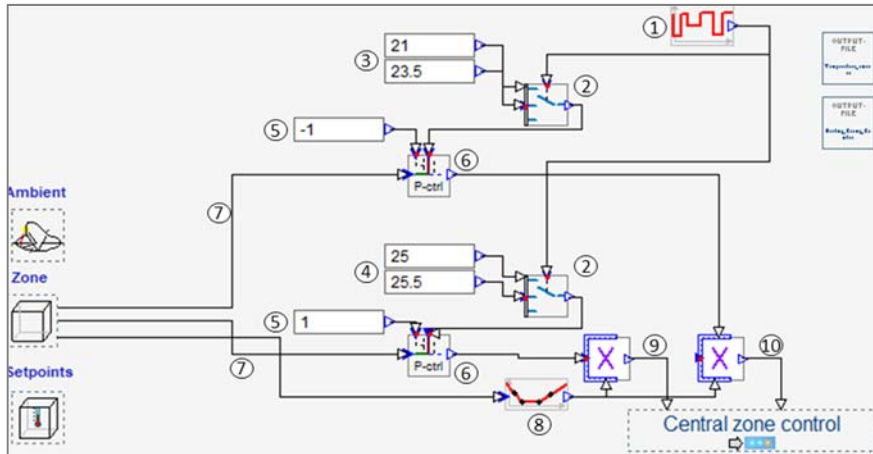 ①
OUTPUT-
FILE
21
③
23.5
②
OUTPUT-
FILE
⑤
-1
⑥
P-ctrl
Ambient
⑦
25
④
25.5
②
Zone
⑤
1
⑨
⑩
P-ctrl
⑥
⑦
Setpoints
⑧
Central zone control